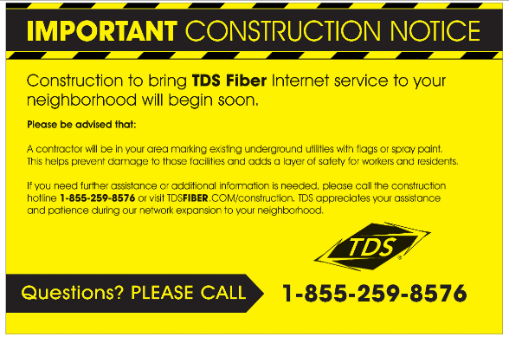 IMPORTANT CONSTRUCTION NOTICE
Construction to bring TDS Fiber Internet service to your
neighborhood will begin soon.
Please be advised that:
A contractor will be in your area marking existing underground utilities with flags or spray paint.
This helps prevent damage to those facilities and adds a layer of safety for workers and residents.
If you need further assistance or additional information is needed, please call the construction
hotline 1-855-259-8576 or visit TDSFIBER.COM/construction. TDS appreciates your assistance
and patience during our network expansion to your neighborhood.
TDS®
Questions? PLEASE CALL 1-855-259-8576